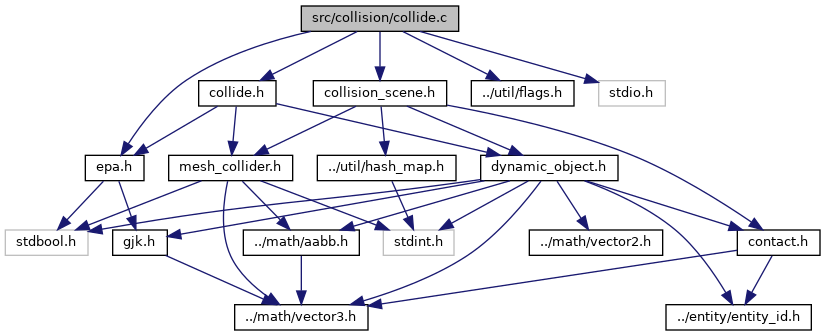 src/collision/collide.c
collide.h
collision_scene.h
../util/flags.h
stdio.h
epa.h
mesh_collider.h
../util/hash_map.h
dynamic_object.h
stdbool.h
gjk.h
../math/aabb.h
stdint.h
../math/vector2.h
contact.h
../math/vector3.h
../entity/entity_id.h